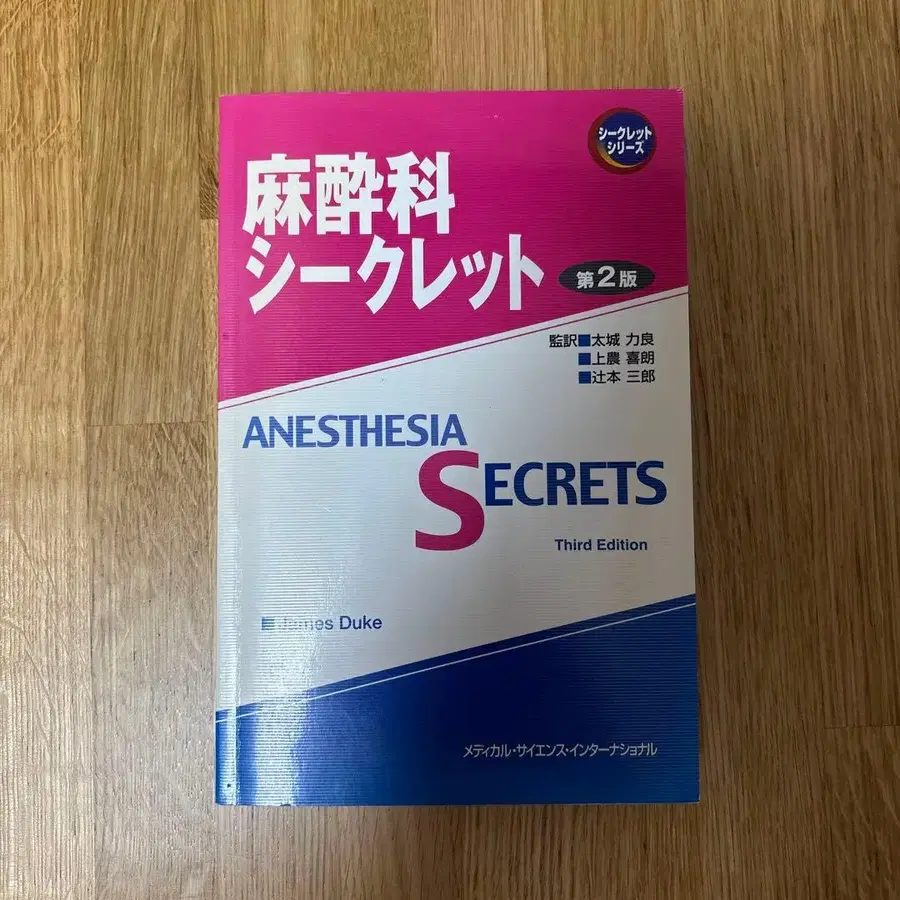 シークレット
シリーズ
麻酔科
シークレット
第2版
監訳■太城 力良
■上農 喜朗
■辻本 三郎
ANESTHESIA
SECRETS
Third Edition
James Duke
メディカル・サイエンス・インターナショナル